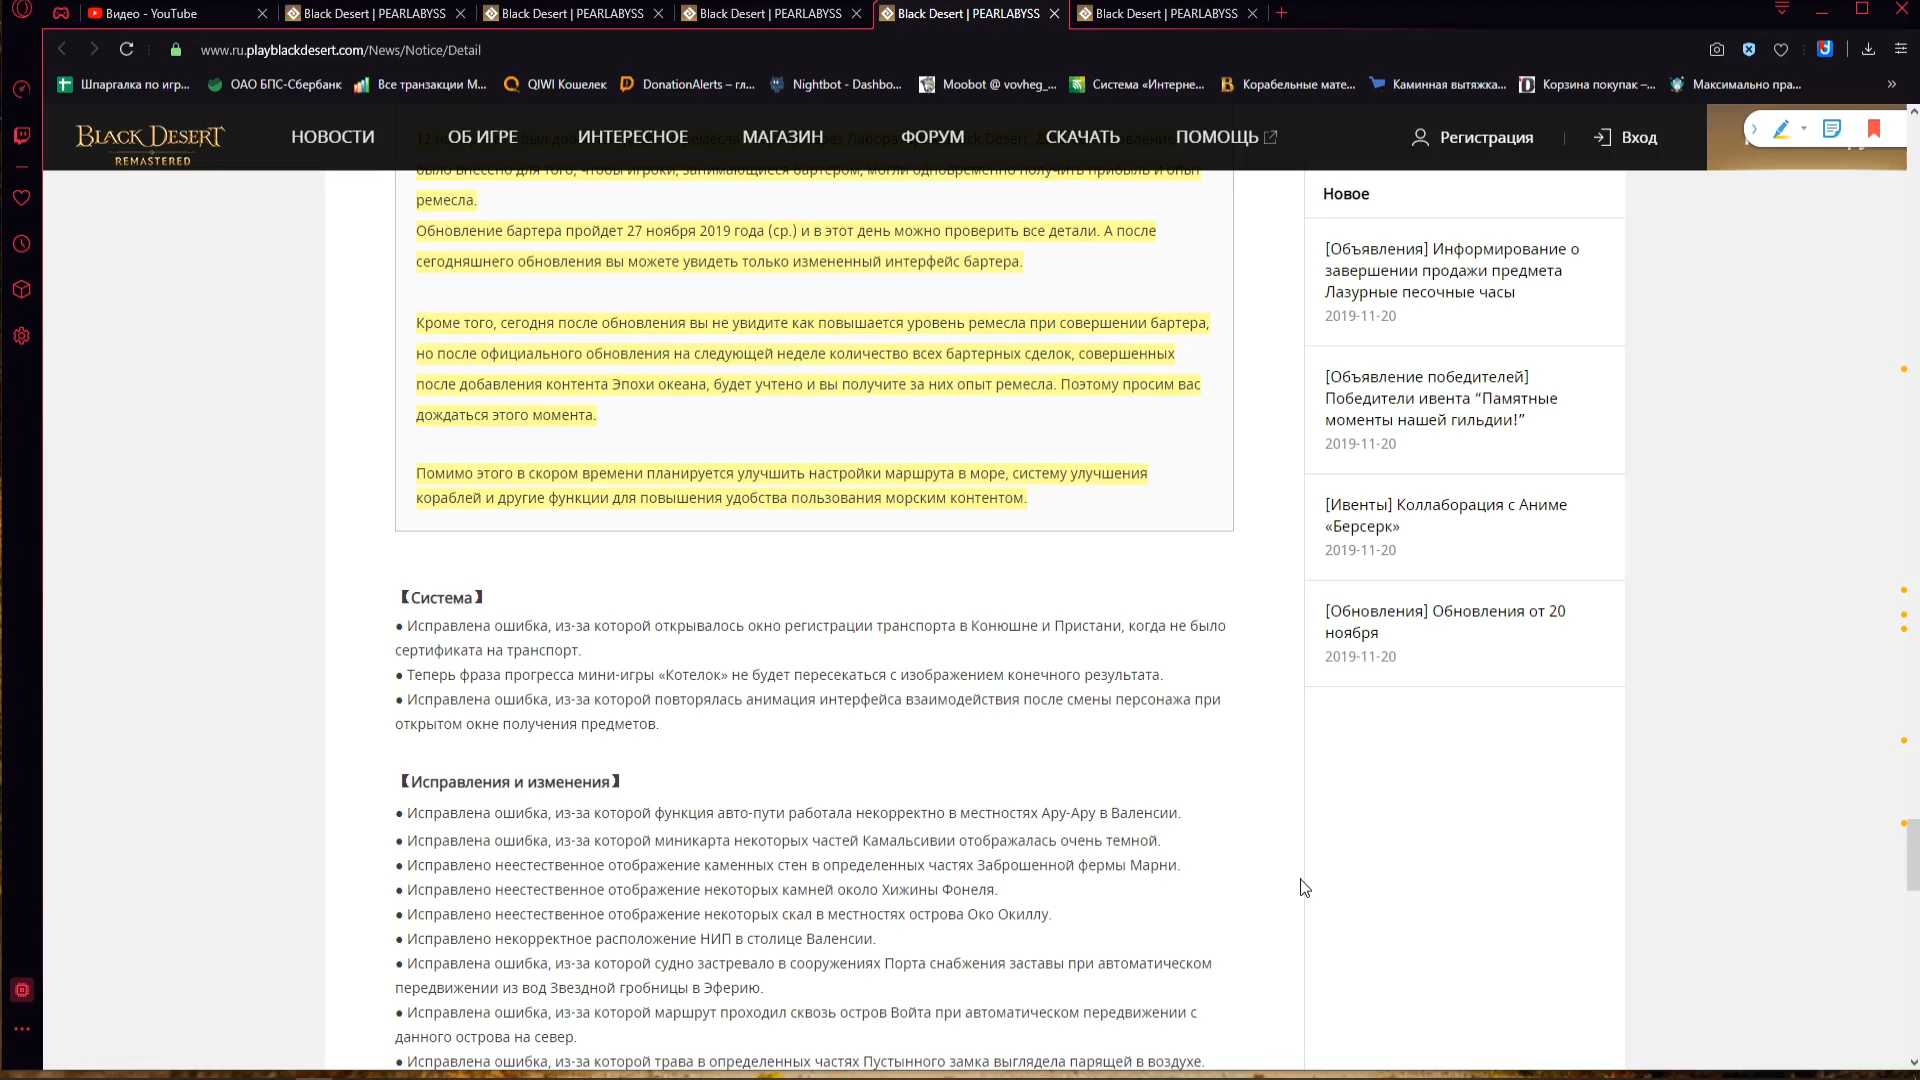 Видео - YouTube
Black Desert | PEARLABYSS
Black Desert | PEARLABYSS
Black Desert | PEARLABYSS
Black Desert | PEARLABYSS
Black Desert | PEARLABYSS
www.ru.playblackdesert.com/News/Notice/Detail
Шпаргалка по игр...
ОАО БПС-Сбербанк
Все транзакции M...
QIWI Кошелек
DonationAlerts – гл...
Nightbot - Dashbo...
Moobot @ vovheg_...
Система «Интерне...
Корабельные мате...
Каминная вытяжка...
Корзина покупак –...
Максимально пра...
»
BLACK DESERT
REMASTERED
НОВОСТИ
ОБ ИГРЕ
ИНТЕРЕСНОЕ
МАГАЗИН
ФОРУМ
СКАЧАТЬ
ПОМОЩЬ
Регистрация
Вход
было внесено для того, чтобы игроки, занимающиеся бартером, могли одновременно получить прибыль и опыт
ремесла.
Обновление бартера пройдет 27 ноября 2019 года (ср.) и в этот день можно проверить все детали. А после
сегодняшнего обновления вы можете увидеть только измененный интерфейс бартера.
Кроме того, сегодня после обновления вы не увидите как повышается уровень ремесла при совершении бартера,
но после официального обновления на следующей неделе количество всех бартерных сделок, совершенных
после добавления контента Эпохи океана, будет учтено и вы получите за них опыт ремесла. Поэтому просим вас
дождаться этого момента.
Помимо этого в скором времени планируется улучшить настройки маршрута в море, систему улучшения
кораблей и другие функции для повышения удобства пользования морским контентом.
【Система】
● Исправлена ошибка, из-за которой открывалось окно регистрации транспорта в Конюшне и Пристани, когда не было
сертификата на транспорт.
● Теперь фраза прогресса мини-игры «Котелок» не будет пересекаться с изображением конечного результата.
● Исправлена ошибка, из-за которой повторялась анимация интерфейса взаимодействия после смены персонажа при
открытом окне получения предметов.
【Исправления и изменения】
● Исправлена ошибка, из-за которой функция авто-пути работала некорректно в местностях Ару-Ару в Валенсии.
● Исправлена ошибка, из-за которой миникарта некоторых частей Камальсивии отображалась очень темной.
● Исправлено неестественное отображение каменных стен в определенных частях Заброшенной фермы Марни.
● Исправлено неестественное отображение некоторых камней около Хижины Фонеля.
● Исправлено неестественное отображение некоторых скал в местностях острова Око Окиллу.
● Исправлено некорректное расположение НИП в столице Валенсии.
● Исправлена ошибка, из-за которой судно застревало в сооружениях Порта снабжения заставы при автоматическом
передвижении из вод Звездной гробницы в Эферию.
● Исправлена ошибка, из-за которой маршрут проходил сквозь остров Войта при автоматическом передвижении с
данного острова на север.
● Исправлена ошибка, из-за которой трава в определенных частях Пустынного замка выглядела парящей в воздухе.
Новое
[Объявления] Информирование о
завершении продажи предмета
Лазурные песочные часы
2019-11-20
[Объявление победителей]
Победители ивента “Памятные
моменты нашей гильдии!”
2019-11-20
[Ивенты] Коллаборация с Аниме
«Берсерк»
2019-11-20
[Обновления] Обновления от 20
ноября
2019-11-20